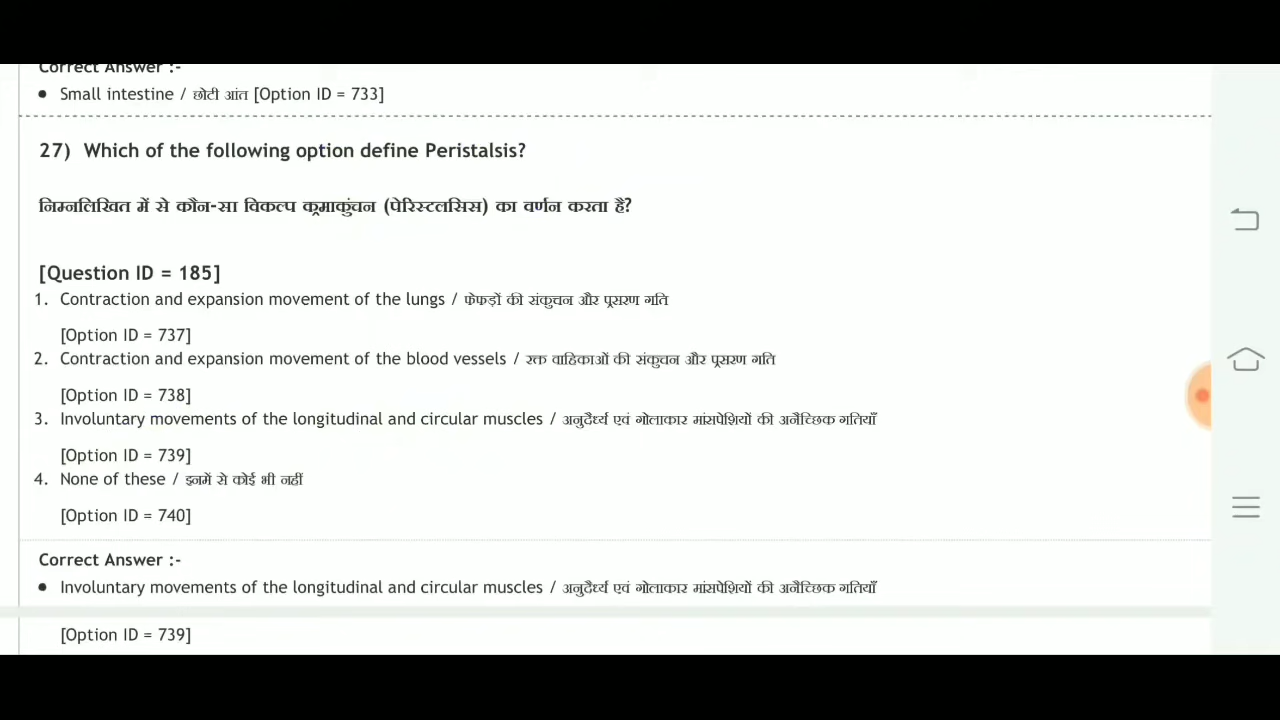 Correct Answer :-
• Small intestine / छोटी आंत [Option ID = 733]
27) Which of the following option define Peristalsis?
निम्नलिखित में से कौन-सा विकल्प क्रमाकुंचन (पेरिस्टलसिस) का वर्णन करता है?
[Question ID = 185]
1. Contraction and expansion movement of the lungs / फेफड़ों की संकुचन और प्रसरण गति
[Option ID = 737]
2. Contraction and expansion movement of the blood vessels / रक्त वाहिकाओं की संकुचन और प्रसरण गति
[Option ID = 738]
3. Involuntary movements of the longitudinal and circular muscles / अनुदैर्ध्य एवं गोलाकार मांसपेशियों की अनैच्छिक गतियाँ
[Option ID = 739]
4. None of these / इनमें से कोई भी नहीं
[Option ID = 740]
Correct Answer :-
• Involuntary movements of the longitudinal and circular muscles / अनुदैर्ध्य एवं गोलाकार मांसपेशियों की अनैच्छिक गतियाँ
[Option ID = 739]